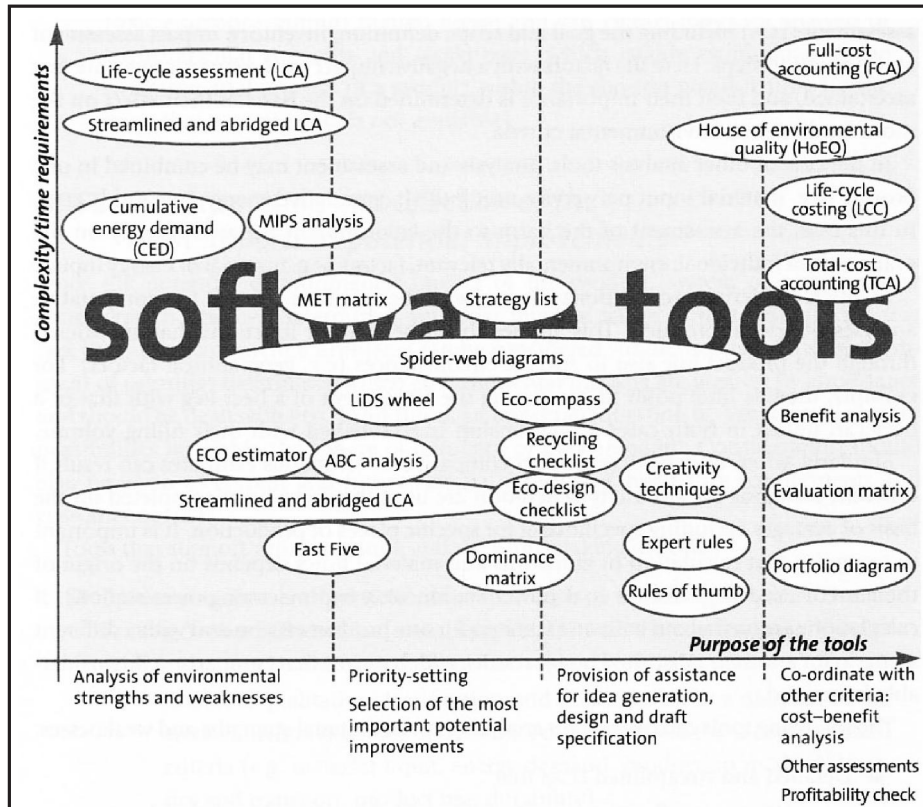 Complexity/time requirements
Life-cycle assessment (LCA)
Full-cost
accounting (FCA)
Streamlined and abridged LCA
House of environmental
quality (HoEQ)
Cumulative
energy demand
(CED)
MIPS analysis
Life-cycle
costing (LCC)
Total-cost
accounting (TCA)
MET matrix
Strategy list
software tools
Spider-web diagrams
LiDS wheel
Eco-compass
Benefit analysis
ECO estimator
ABC analysis
Recycling
checklist
Creativity
techniques
Evaluation matrix
Streamlined and abridged LCA
Eco-design
checklist
Fast Five
Dominance
matrix
Expert rules
Portfolio diagram
Rules of thumb
Purpose of the tools
Analysis of environmental
strengths and weaknesses
Priority-setting
Selection of the most
important potential
improvements
Provision of assistance
for idea generation,
design and draft
specification
Co-ordinate with
other criteria:
cost–benefit
analysis
Other assessments
Profitability check